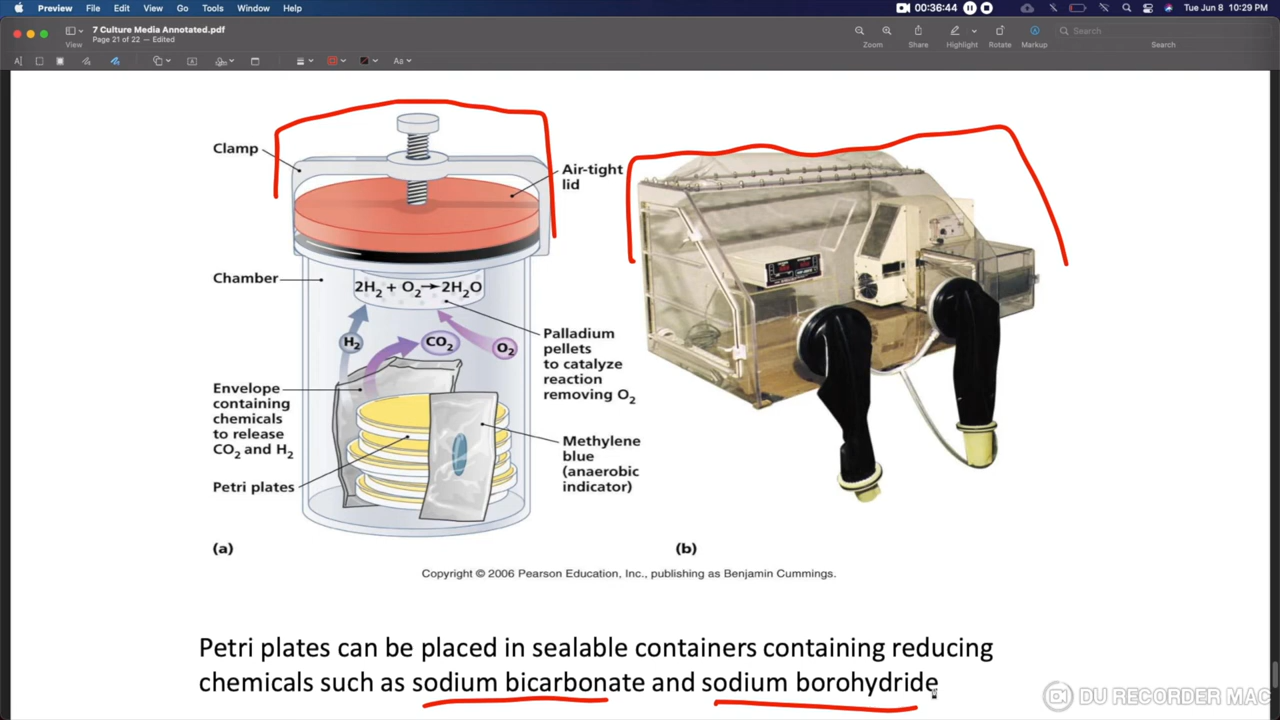 Preview File Edit View Go Tools Window Help
00:36:44
Tue Jun 8 10:29 PM
7 Culture Media Annotated.pdf
Page 21 of 22 — Edited
View
Zoom Share Highlight Rotate Markup Search
Search
Aa
Clamp
Air-tight
lid
Chamber
2H₂ + O₂→2H₂O
H₂
CO₂
O₂
Palladium
pellets
to catalyze
reaction
removing O₂
Envelope
containing
chemicals
to release
CO₂ and H₂
Methylene
blue
(anaerobic
indicator)
Petri plates
(a)
(b)
Copyright © 2006 Pearson Education, Inc., publishing as Benjamin Cummings.
Petri plates can be placed in sealable containers containing reducing
chemicals such as sodium bicarbonate and sodium borohydride
DU RECORDER MAC